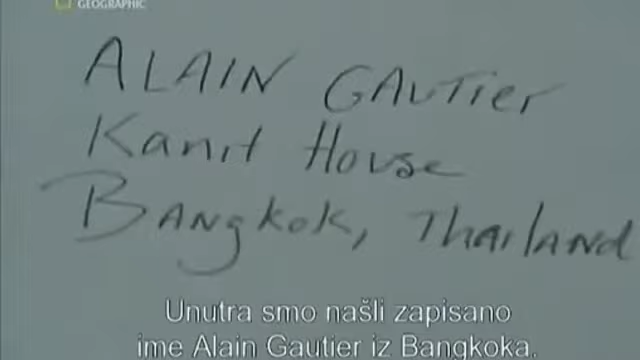 GEOGRAPHIC
ALAIN GAUTIER
Kanit House
BANGKOK, THAILAND
Unutra smo našli zapisano
ime Alain Gautier iz Bangkoka.